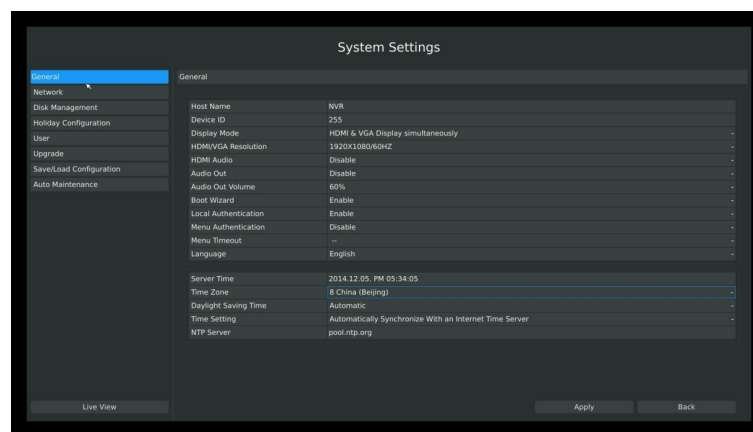 System Settings
General
Network
Disk Management
Holiday Configuration
User
Upgrade
Save/Load Configuration
Auto Maintenance
Live View
General
Host Name NVR
Device ID 255
Display Mode HDMI & VGA Display simultaneously
HDMI/VGA Resolution 1920X1080/60HZ
HDMI Audio Disable
Audio Out Disable
Audio Out Volume 60%
Boot Wizard Enable
Local Authentication Enable
Menu Authentication Disable
Menu Timeout --
Language English
Server Time 2014.12.05. PM 05:34:05
Time Zone 8 China (Beijing)
Daylight Saving Time Automatic
Time Setting Automatically Synchronize With an Internet Time Server
NTP Server pool.ntp.org
Apply Back